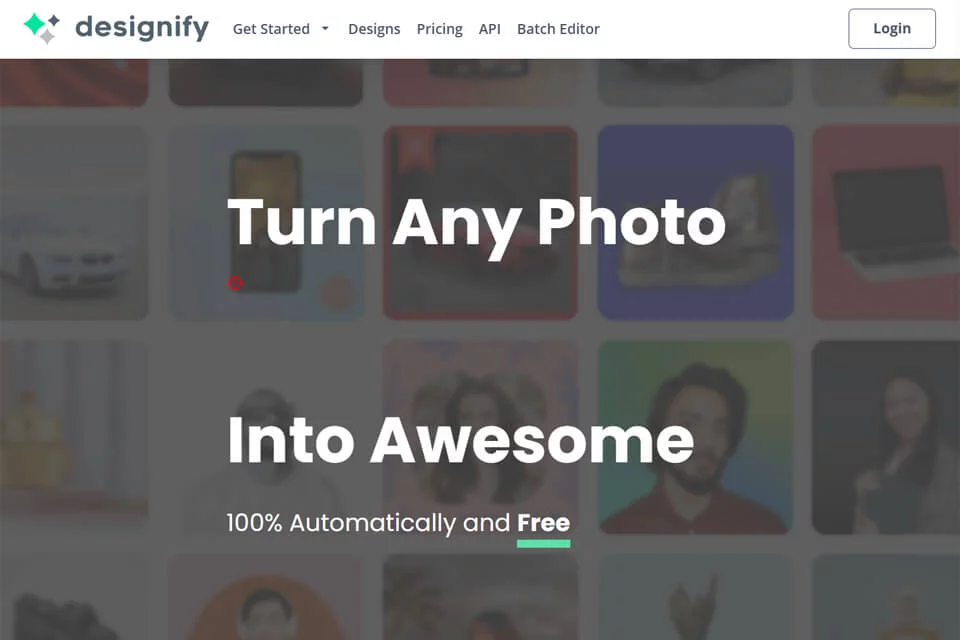 designify
Get Started
Designs
Pricing
API
Batch Editor
Login
Turn Any Photo
Into Awesome
100% Automatically and Free